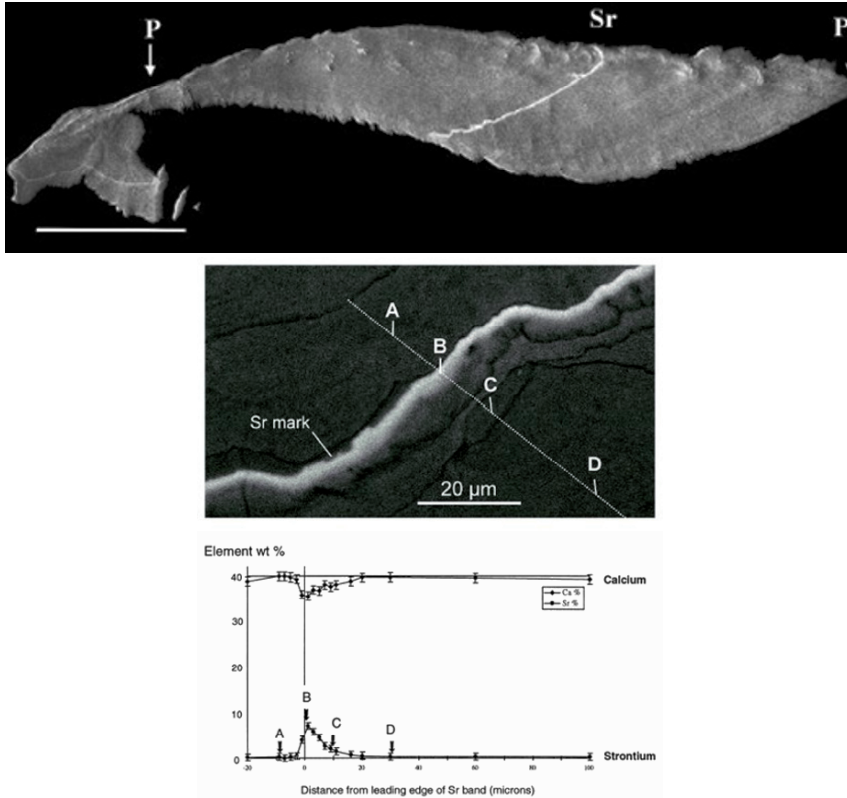 P
Sr
P
A
B
C
Sr mark
D
20 µm
Element wt %
40
Calcium
Ca %
Sr %
30
20
10
B
A
C
D
0
Strontium
-20
0
20
40
60
80
100
Distance from leading edge of Sr band (microns)